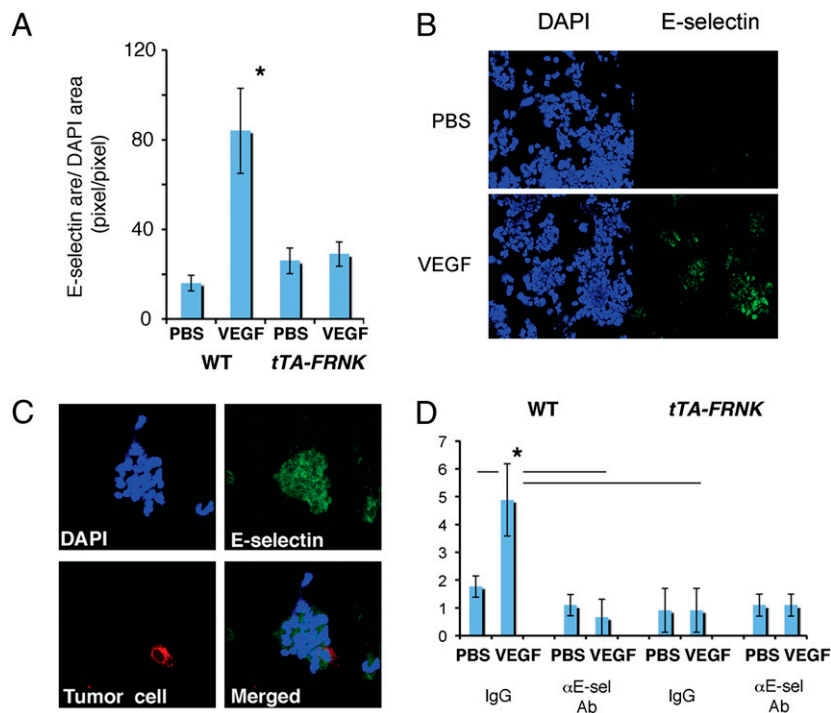 A
E-selectin are/ DAPI area
(pixel/pixel)
120
80
40
0
*
PBS VEGF PBS VEGF
WT tTA-FRNK
B
DAPI E-selectin
PBS
VEGF
C
DAPI
E-selectin
Tumor cell
Merged
D
WT tTA-FRNK
7
6
5
4
3
2
1
0
*
PBS VEGF PBS VEGF PBS VEGF PBS VEGF
IgG αE-sel Ab IgG αE-sel Ab